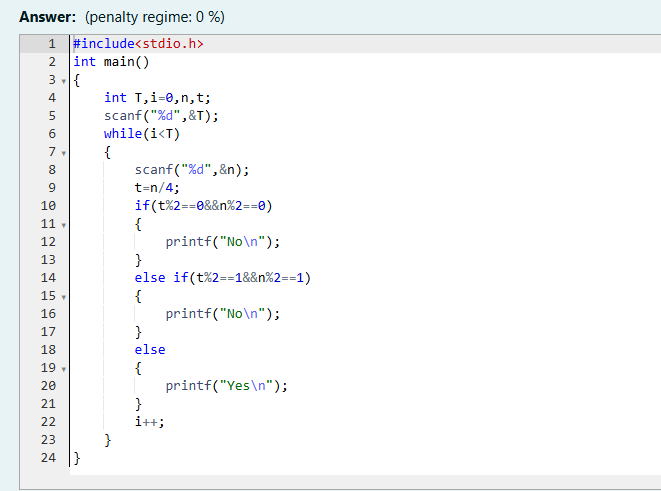 Answer: (penalty regime: 0 %)
1 #include<stdio.h>
2 int main()
3 {
4     int T,i=0,n,t;
5     scanf("%d",&T);
6     while(i<T)
7     {
8         scanf("%d",&n);
9         t=n/4;
10         if(t%2==0&&n%2==0)
11         {
12             printf("No\n");
13         }
14         else if(t%2==1&&n%2==1)
15         {
16             printf("No\n");
17         }
18         else
19         {
20             printf("Yes\n");
21         }
22         i++;
23     }
24 }